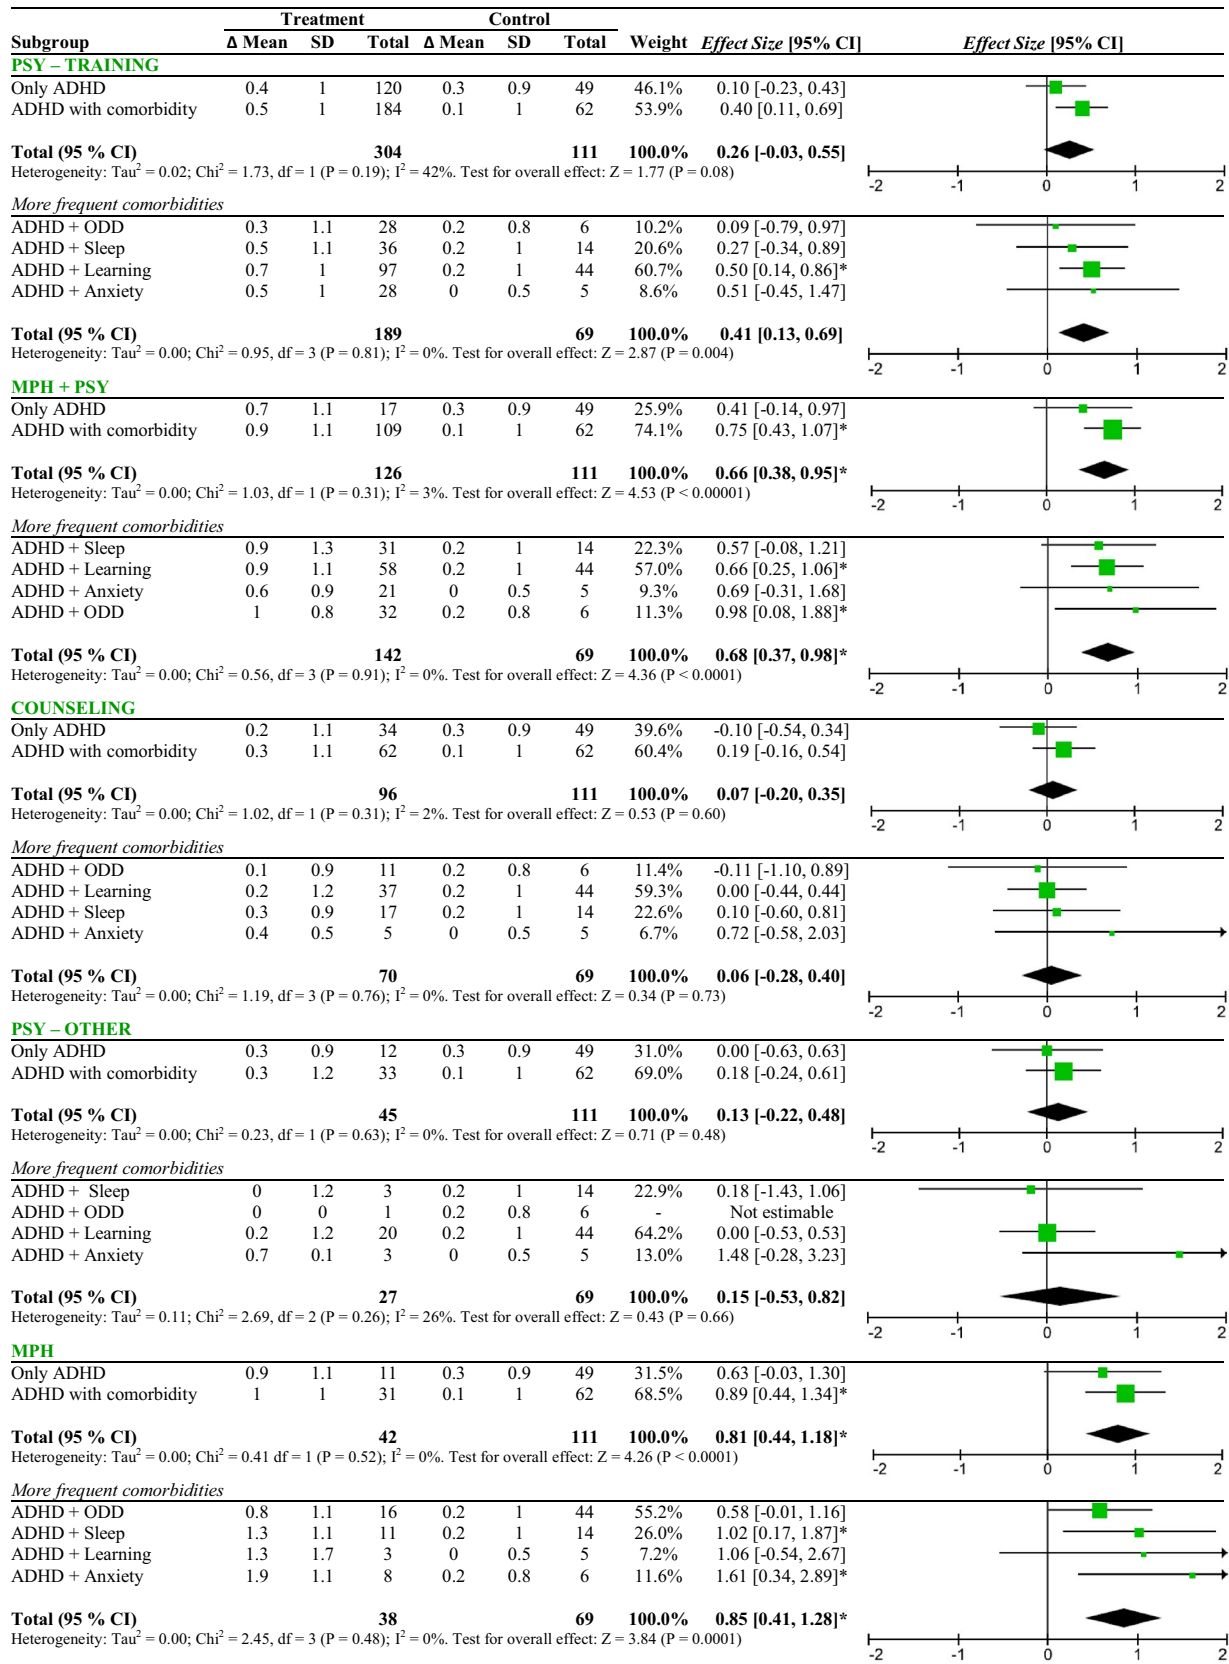 Treatment Control
Subgroup Δ Mean SD Total Δ Mean SD Total Weight Effect Size [95% CI] Effect Size [95% CI]
PSY – TRAINING
Only ADHD 0.4 1 120 0.3 0.9 49 46.1% 0.10 [-0.23, 0.43]
ADHD with comorbidity 0.5 1 184 0.1 1 62 53.9% 0.40 [0.11, 0.69]
Total (95 % CI) 304 111 100.0% 0.26 [-0.03, 0.55]
Heterogeneity: Tau² = 0.02; Chi² = 1.73, df = 1 (P = 0.19); I² = 42%. Test for overall effect: Z = 1.77 (P = 0.08)
-2 -1 0 1 2
More frequent comorbidities
ADHD + ODD 0.3 1.1 28 0.2 0.8 6 10.2% 0.09 [-0.79, 0.97]
ADHD + Sleep 0.5 1.1 36 0.2 1 14 20.6% 0.27 [-0.34, 0.89]
ADHD + Learning 0.7 1 97 0.2 1 44 60.7% 0.50 [0.14, 0.86]*
ADHD + Anxiety 0.5 1 28 0 0.5 5 8.6% 0.51 [-0.45, 1.47]
Total (95 % CI) 189 69 100.0% 0.41 [0.13, 0.69]
Heterogeneity: Tau² = 0.00; Chi² = 0.95, df = 3 (P = 0.81); I² = 0%. Test for overall effect: Z = 2.87 (P = 0.004)
-2 -1 0 1 2
MPH + PSY
Only ADHD 0.7 1.1 17 0.3 0.9 49 25.9% 0.41 [-0.14, 0.97]
ADHD with comorbidity 0.9 1.1 109 0.1 1 62 74.1% 0.75 [0.43, 1.07]*
Total (95 % CI) 126 111 100.0% 0.66 [0.38, 0.95]*
Heterogeneity: Tau² = 0.00; Chi² = 1.03, df = 1 (P = 0.31); I² = 3%. Test for overall effect: Z = 4.53 (P < 0.00001)
-2 -1 0 1 2
More frequent comorbidities
ADHD + Sleep 0.9 1.3 31 0.2 1 14 22.3% 0.57 [-0.08, 1.21]
ADHD + Learning 0.9 1.1 58 0.2 1 44 57.0% 0.66 [0.25, 1.06]*
ADHD + Anxiety 0.6 0.9 21 0 0.5 5 9.3% 0.69 [-0.31, 1.68]
ADHD + ODD 1 0.8 32 0.2 0.8 6 11.3% 0.98 [0.08, 1.88]*
Total (95 % CI) 142 69 100.0% 0.68 [0.37, 0.98]*
Heterogeneity: Tau² = 0.00; Chi² = 0.56, df = 3 (P = 0.91); I² = 0%. Test for overall effect: Z = 4.36 (P < 0.0001)
-2 -1 0 1 2
COUNSELING
Only ADHD 0.2 1.1 34 0.3 0.9 49 39.6% -0.10 [-0.54, 0.34]
ADHD with comorbidity 0.3 1.1 62 0.1 1 62 60.4% 0.19 [-0.16, 0.54]
Total (95 % CI) 96 111 100.0% 0.07 [-0.20, 0.35]
Heterogeneity: Tau² = 0.00; Chi² = 1.02, df = 1 (P = 0.31); I² = 2%. Test for overall effect: Z = 0.53 (P = 0.60)
-2 -1 0 1 2
More frequent comorbidities
ADHD + ODD 0.1 0.9 11 0.2 0.8 6 11.4% -0.11 [-1.10, 0.89]
ADHD + Learning 0.2 1.2 37 0.2 1 44 59.3% 0.00 [-0.44, 0.44]
ADHD + Sleep 0.3 0.9 17 0.2 1 14 22.6% 0.10 [-0.60, 0.81]
ADHD + Anxiety 0.4 0.5 5 0 0.5 5 6.7% 0.72 [-0.58, 2.03]
Total (95 % CI) 70 69 100.0% 0.06 [-0.28, 0.40]
Heterogeneity: Tau² = 0.00; Chi² = 1.19, df = 3 (P = 0.76); I² = 0%. Test for overall effect: Z = 0.34 (P = 0.73)
-2 -1 0 1 2
PSY – OTHER
Only ADHD 0.3 0.9 12 0.3 0.9 49 31.0% 0.00 [-0.63, 0.63]
ADHD with comorbidity 0.3 1.2 33 0.1 1 62 69.0% 0.18 [-0.24, 0.61]
Total (95 % CI) 45 111 100.0% 0.13 [-0.22, 0.48]
Heterogeneity: Tau² = 0.00; Chi² = 0.23, df = 1 (P = 0.63); I² = 0%. Test for overall effect: Z = 0.71 (P = 0.48)
-2 -1 0 1 2
More frequent comorbidities
ADHD + Sleep 0 1.2 3 0.2 1 14 22.9% 0.18 [-1.43, 1.06]
ADHD + ODD 0 0 1 0.2 0.8 6 - Not estimable
ADHD + Learning 0.2 1.2 20 0.2 1 44 64.2% 0.00 [-0.53, 0.53]
ADHD + Anxiety 0.7 0.1 3 0 0.5 5 13.0% 1.48 [-0.28, 3.23]
Total (95 % CI) 27 69 100.0% 0.15 [-0.53, 0.82]
Heterogeneity: Tau² = 0.11; Chi² = 2.69, df = 2 (P = 0.26); I² = 26%. Test for overall effect: Z = 0.43 (P = 0.66)
-2 -1 0 1 2
MPH
Only ADHD 0.9 1.1 11 0.3 0.9 49 31.5% 0.63 [-0.03, 1.30]
ADHD with comorbidity 1 1 31 0.1 1 62 68.5% 0.89 [0.44, 1.34]*
Total (95 % CI) 42 111 100.0% 0.81 [0.44, 1.18]*
Heterogeneity: Tau² = 0.00; Chi² = 0.41 df = 1 (P = 0.52); I² = 0%. Test for overall effect: Z = 4.26 (P < 0.0001)
-2 -1 0 1 2
More frequent comorbidities
ADHD + ODD 0.8 1.1 16 0.2 1 44 55.2% 0.58 [-0.01, 1.16]
ADHD + Sleep 1.3 1.1 11 0.2 1 14 26.0% 1.02 [0.17, 1.87]*
ADHD + Learning 1.3 1.7 3 0 0.5 5 7.2% 1.06 [-0.54, 2.67]
ADHD + Anxiety 1.9 1.1 8 0.2 0.8 6 11.6% 1.61 [0.34, 2.89]*
Total (95 % CI) 38 69 100.0% 0.85 [0.41, 1.28]*
Heterogeneity: Tau² = 0.00; Chi² = 2.45, df = 3 (P = 0.48); I² = 0%. Test for overall effect: Z = 3.84 (P = 0.0001)
-2 -1 0 1 2